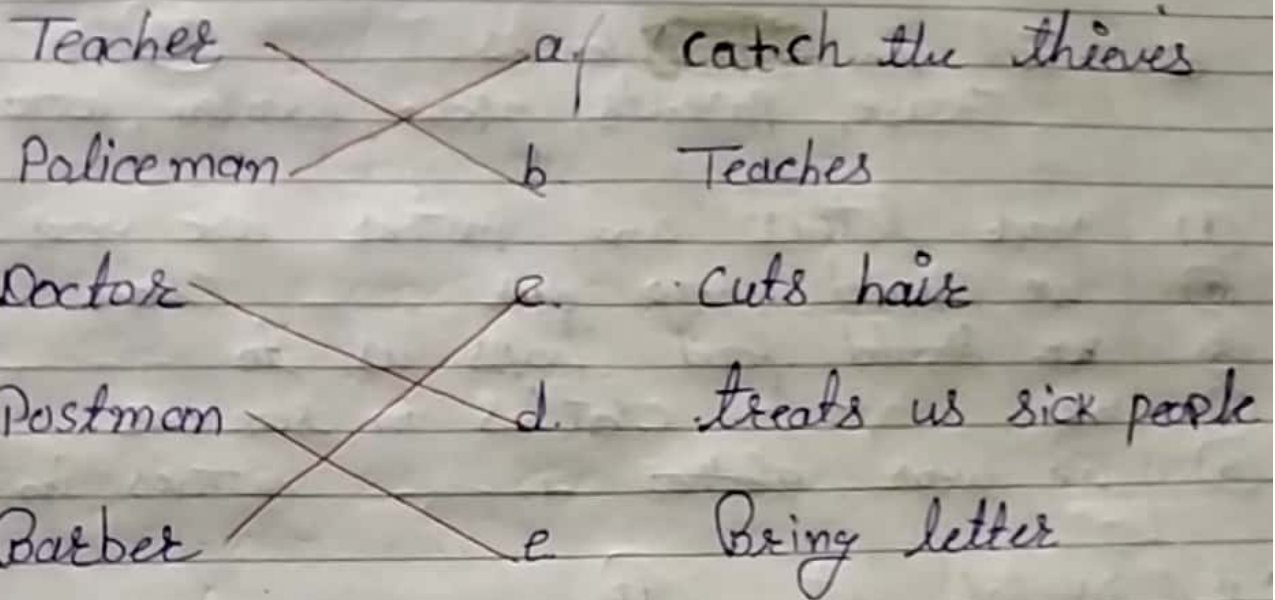 Teacher a, catch the thieves
Policeman b Teaches
Doctor c. cuts hair
Postman d. treats us sick people
Barber e Bring letter